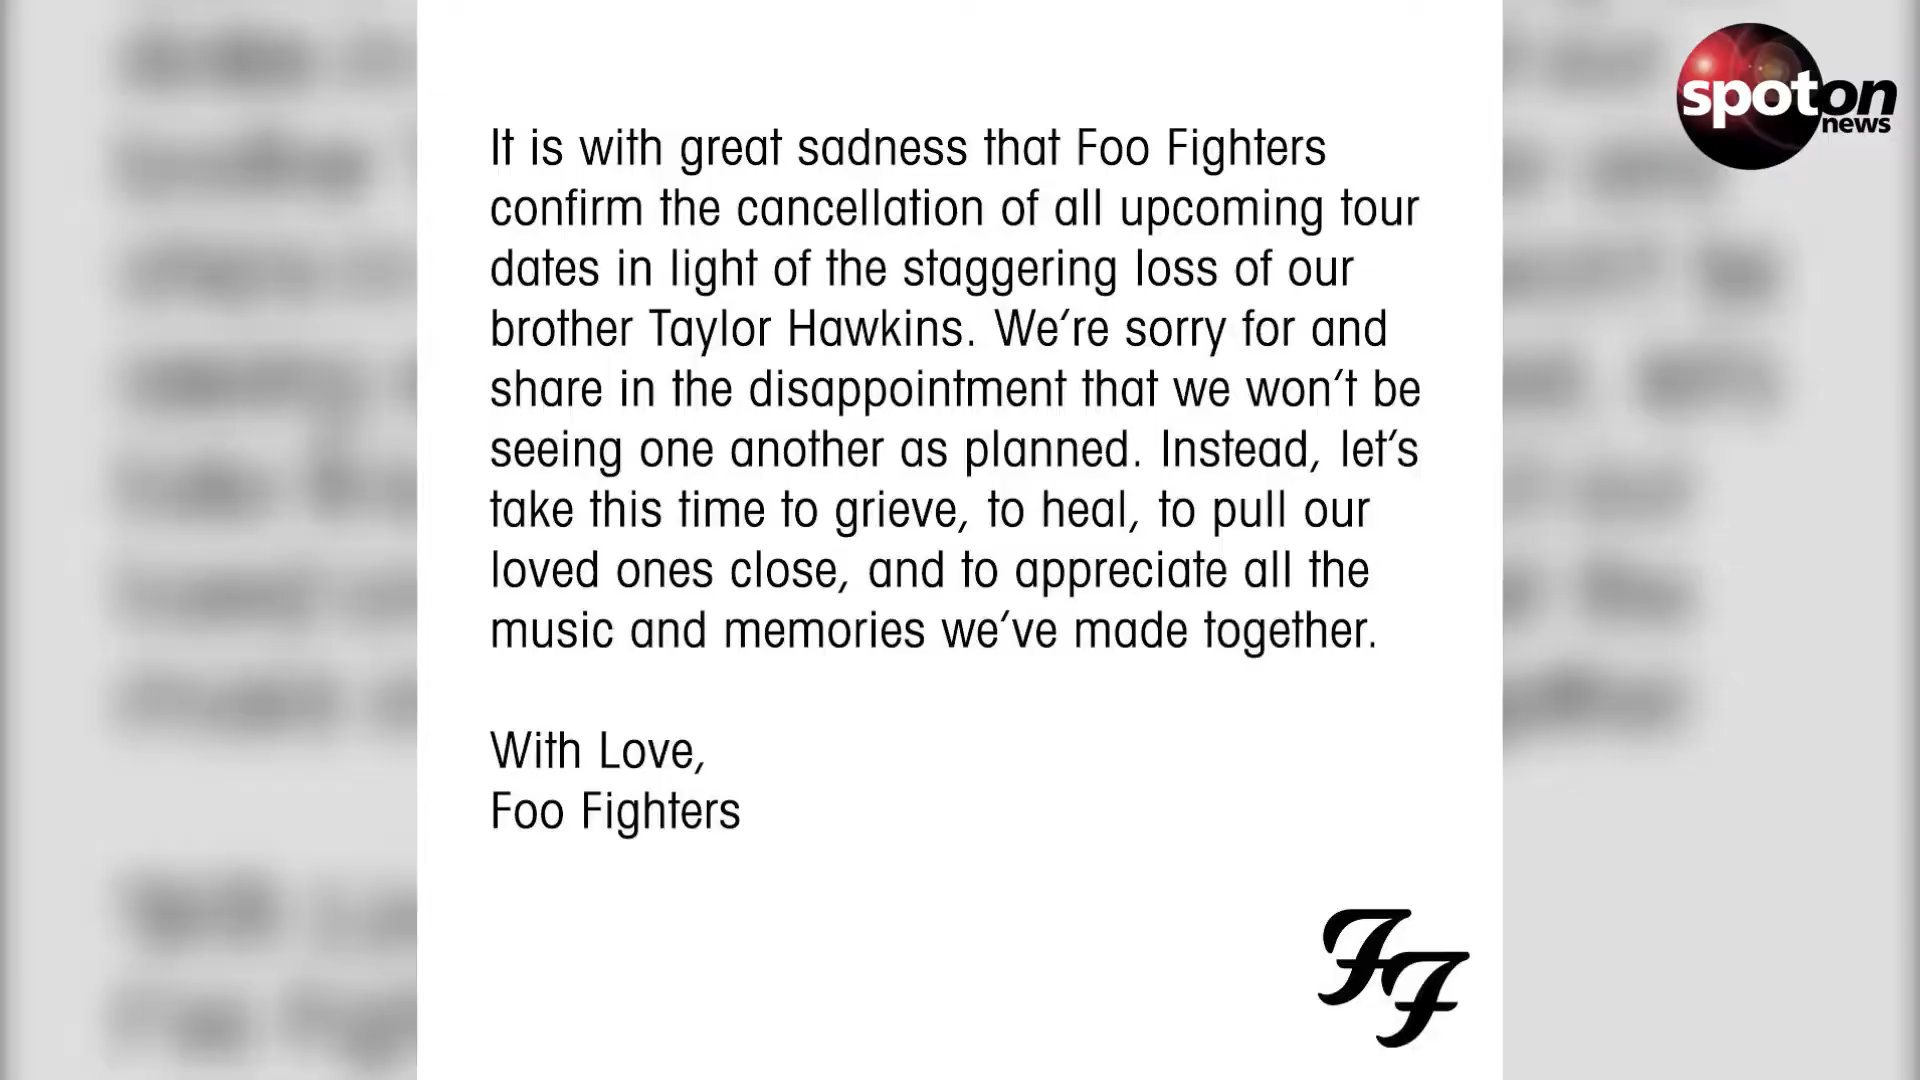 It is with great sadness that Foo Fighters
confirm the cancellation of all upcoming tour
dates in light of the staggering loss of our
brother Taylor Hawkins. We’re sorry for and
share in the disappointment that we won’t be
seeing one another as planned. Instead, let’s
take this time to grieve, to heal, to pull our
loved ones close, and to appreciate all the
music and memories we’ve made together.
With Love,
Foo Fighters
FF
spoton
news